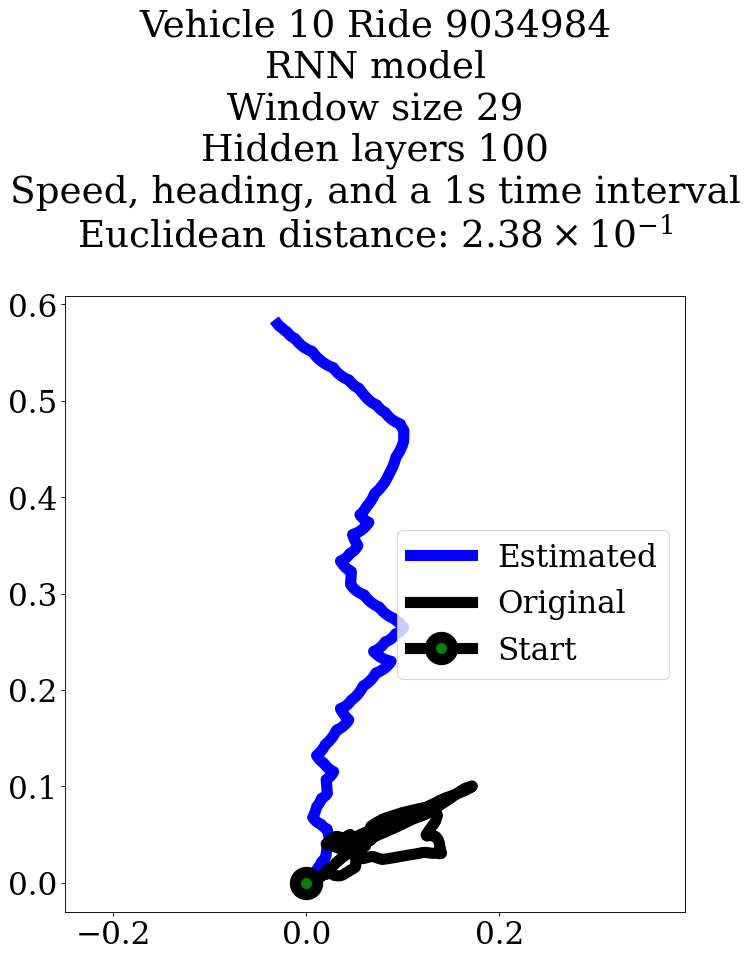 Vehicle 10 Ride 9034984
RNN model
Window size 29
Hidden layers 100
Speed, heading, and a 1s time interval
Euclidean distance: 2.38 × 10⁻¹
0.6
0.5
0.4
0.3
0.2
0.1
0.0
Estimated
Original
Start
−0.2 0.0 0.2